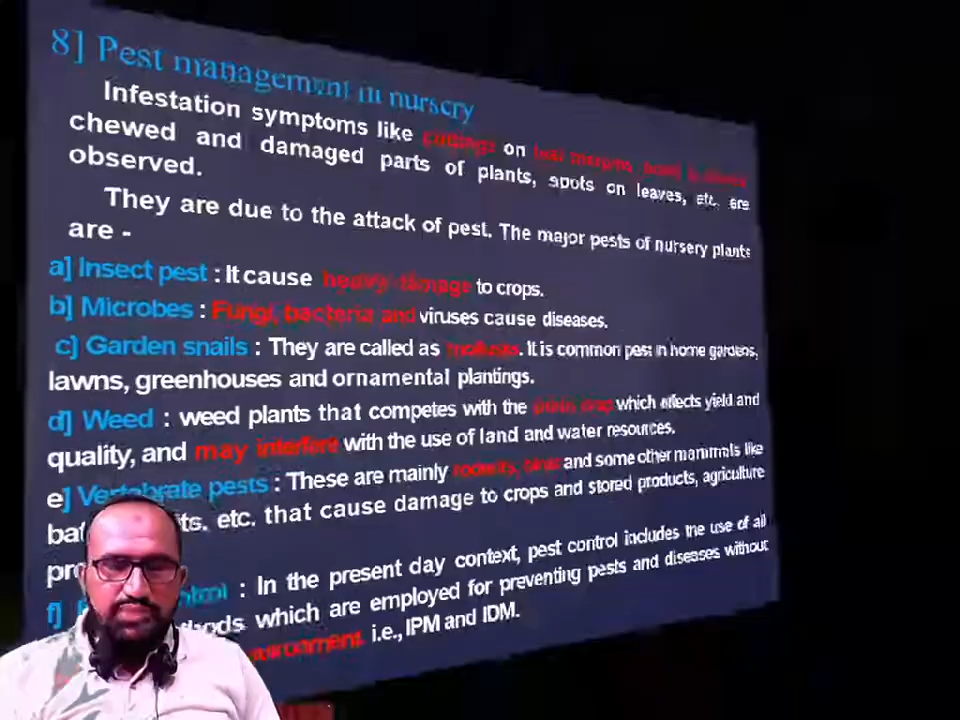 8] Pest management in nursery
Infestation symptoms like cuttings on leaf margins,
chewed and damaged parts of plants, spots on leaves, etc. are
observed.
They are due to the attack of pest. The major pests of nursery plants
are -
a] Insect pest : It cause heavy damage to crops.
b] Microbes : Fungi, bacteria and viruses cause diseases.
c] Garden snails : They are called as molluscs. It is common pest in home gardens,
lawns, greenhouses and ornamental plantings.
d] Weed : weed plants that competes with the main crop which affects yield and
quality, and may interfere with the use of land and water resources.
e] Vertebrate pests : These are mainly rodents, birds and some other mammals like
etc. that cause damage to crops and stored products, agriculture
f] : In the present day context, pest control includes the use of all
which are employed for preventing pests and diseases without
i.e., IPM and IDM.